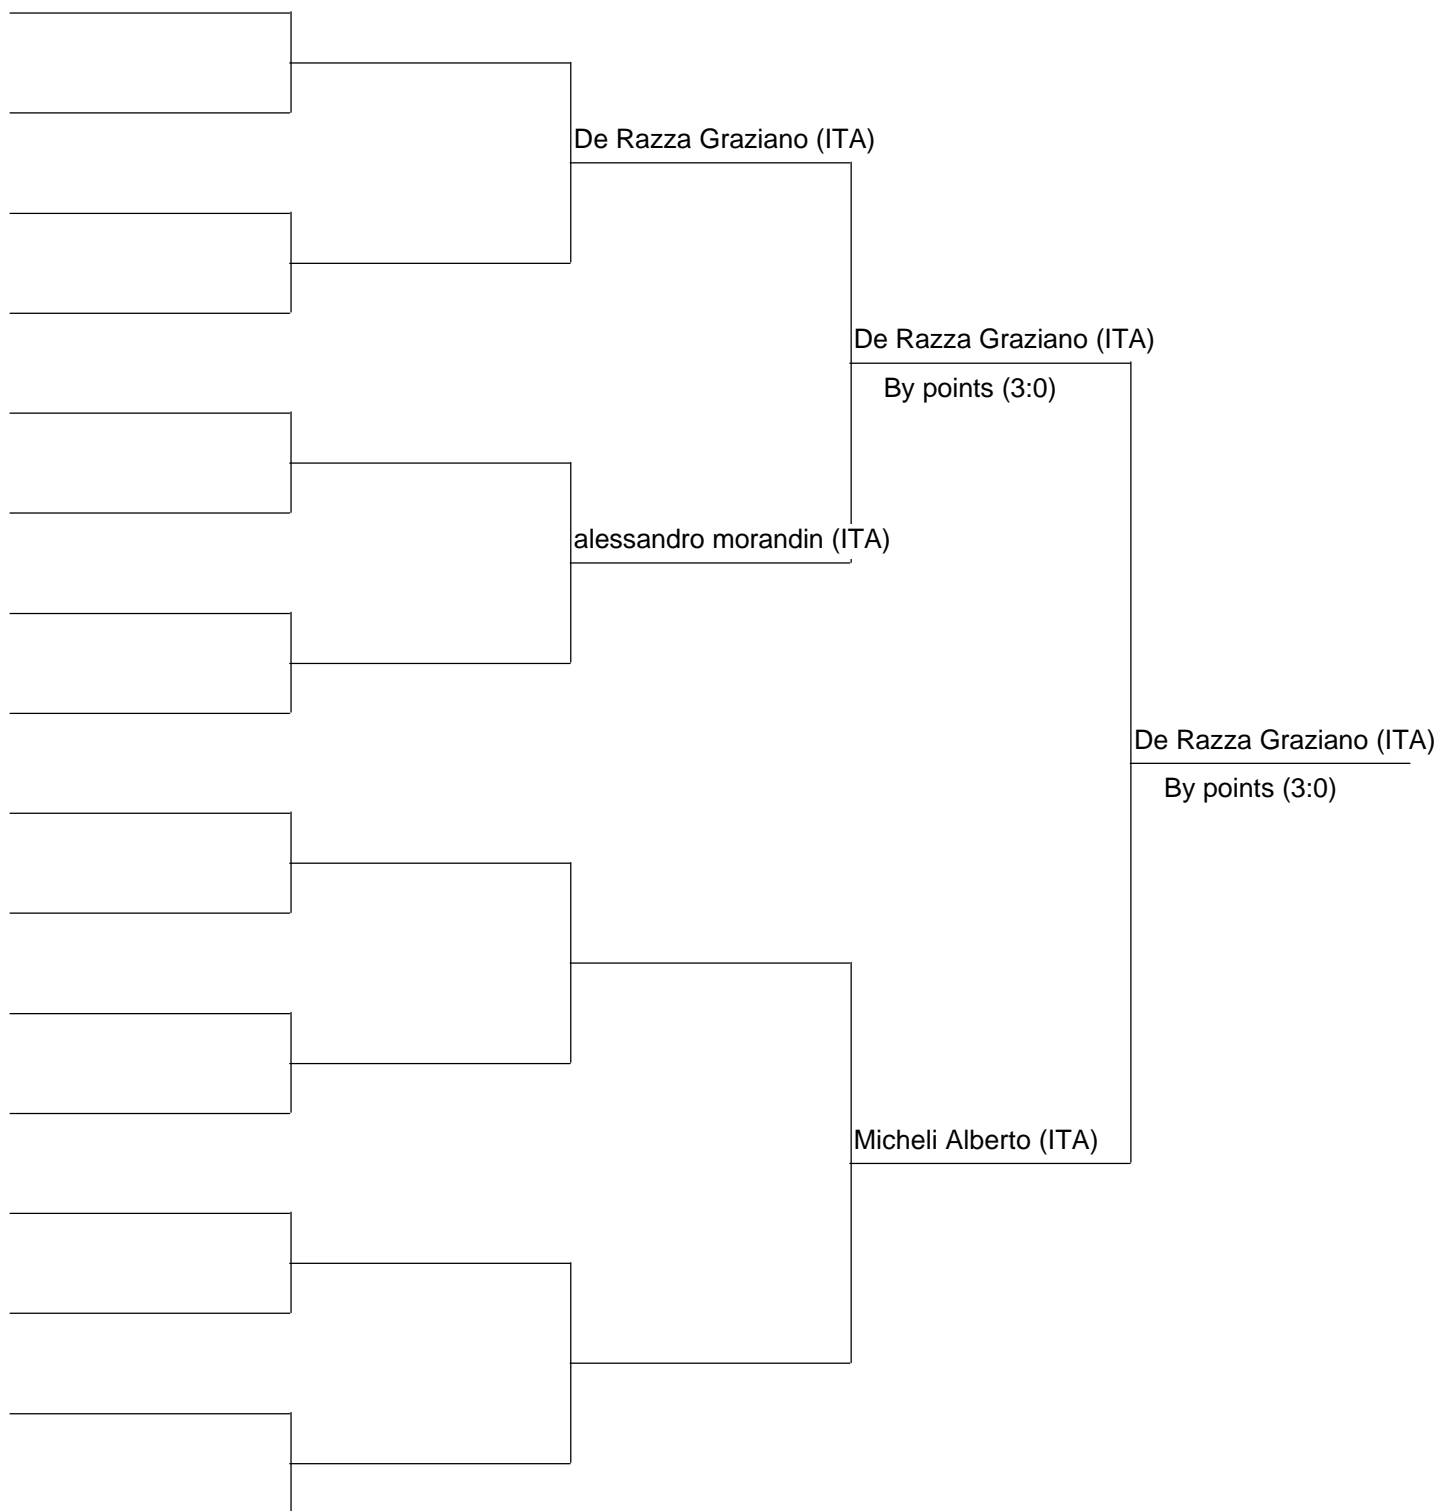 De Razza Graziano (ITA)
De Razza Graziano (ITA)
By points (3:0)
alessandro morandin (ITA)
De Razza Graziano (ITA)
By points (3:0)
Micheli Alberto (ITA)